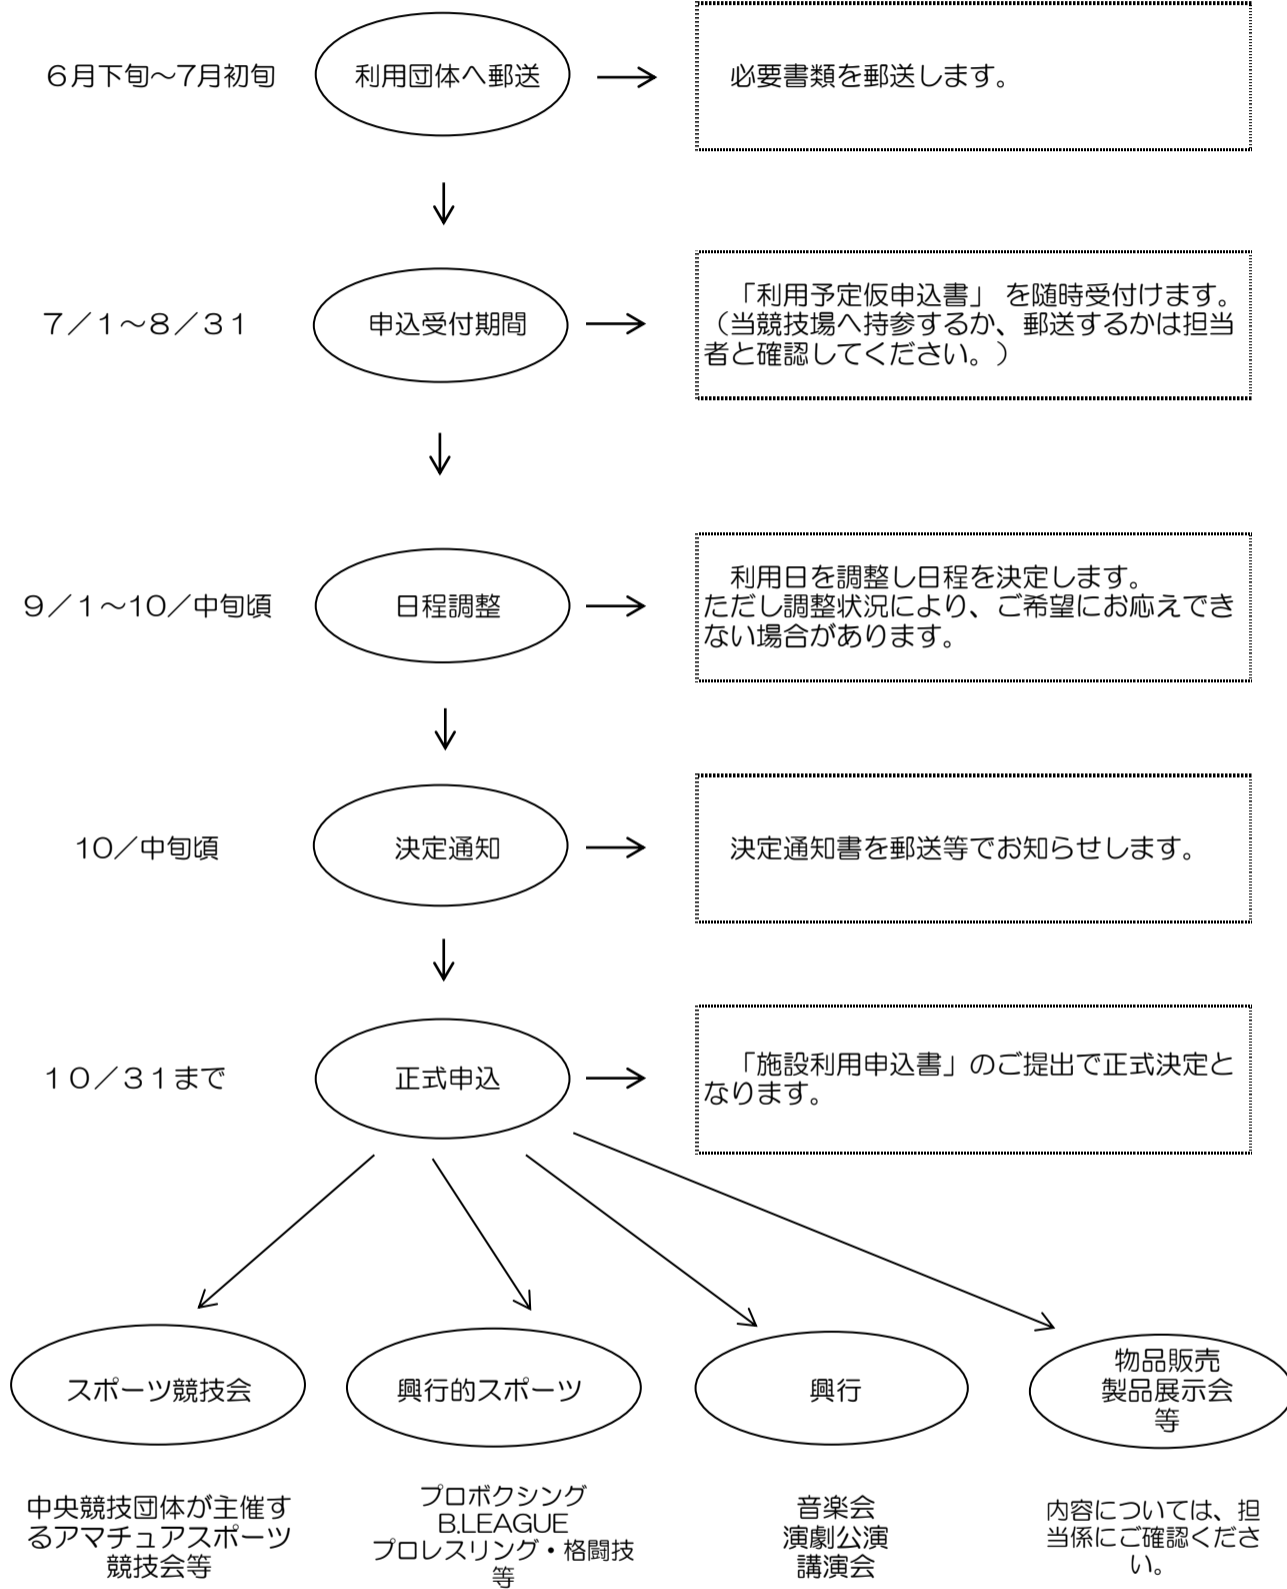 6月下旬～7月初旬
利用団体へ郵送
必要書類を郵送します。
7／1～8／31
申込受付期間
「利用予定仮申込書」 を随時受付けます。
（当競技場へ持参するか、郵送するかは担当
者と確認してください。）
9／1～10／中旬頃
日程調整
利用日を調整し日程を決定します。
ただし調整状況により、ご希望にお応えでき
ない場合があります。
10／中旬頃
決定通知
決定通知書を郵送等でお知らせします。
10／31まで
正式申込
「施設利用申込書」のご提出で正式決定と
なります。
スポーツ競技会
中央競技団体が主催す
るアマチュアスポーツ
競技会等
興行的スポーツ
プロボクシング
B.LEAGUE
プロレスリング・格闘技
等
興行
音楽会
演劇公演
講演会
物品販売
製品展示会
等
内容については、担
当係にご確認くださ
い。